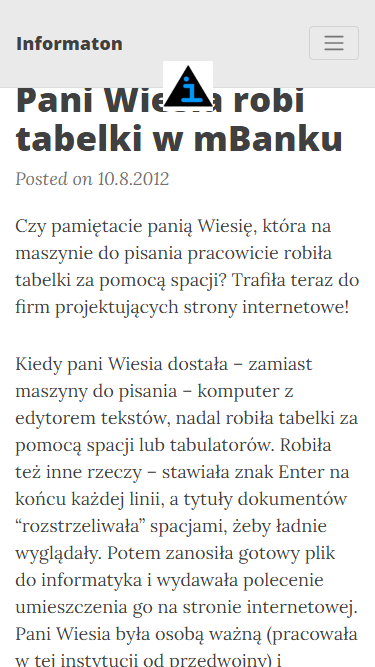 Informaton
i
Pani Wiesia robi
tabelki w mBanku
Posted on 10.8.2012
Czy pamiętacie panią Wiesię, która na
maszynie do pisania pracowicie robiła
tabelki za pomocą spacji? Trafiła teraz do
firm projektujących strony internetowe!
Kiedy pani Wiesia dostała – zamiast
maszyny do pisania – komputer z
edytorem tekstów, nadal robiła tabelki za
pomocą spacji lub tabulatorów. Robiła
też inne rzeczy – stawiała znak Enter na
końcu każdej linii, a tytuły dokumentów
“rozstrzeliwała” spacjami, żeby ładnie
wyglądały. Potem zanosiła gotowy plik
do informatyka i wydawała polecenie
umieszczenia go na stronie internetowej.
Pani Wiesia była osobą ważną (pracowała
w tej instytucji od przedwojny) i